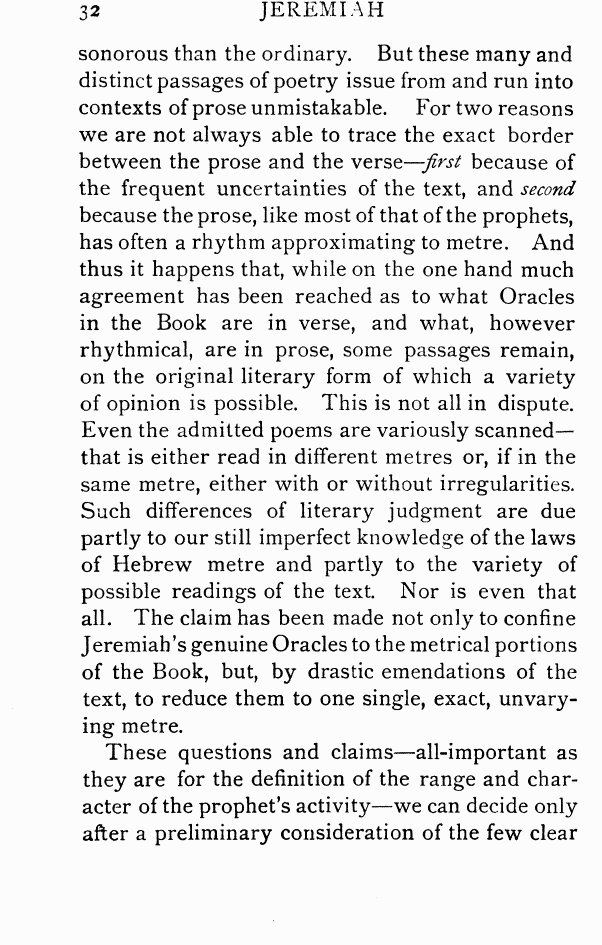 32 JEREMIAH
sonorous than the ordinary. But these many and
distinct passages of poetry issue from and run into
contexts of prose unmistakable. For two reasons
we are not always able to trace the exact border
between the prose and the verse—first because of
the frequent uncertainties of the text, and second
because the prose, like most of that of the prophets,
has often a rhythm approximating to metre. And
thus it happens that, while on the one hand much
agreement has been reached as to what Oracles
in the Book are in verse, and what, however
rhythmical, are in prose, some passages remain,
on the original literary form of which a variety
of opinion is possible. This is not all in dispute.
Even the admitted poems are variously scanned—
that is either read in different metres or, if in the
same metre, either with or without irregularities.
Such differences of literary judgment are due
partly to our still imperfect knowledge of the laws
of Hebrew metre and partly to the variety of
possible readings of the text. Nor is even that
all. The claim has been made not only to confine
Jeremiah's genuine Oracles to the metrical portions
of the Book, but, by drastic emendations of the
text, to reduce them to one single, exact, unvary-
ing metre.
These questions and claims—all-important as
they are for the definition of the range and char-
acter of the prophet's activity—we can decide only
after a preliminary consideration of the few clear